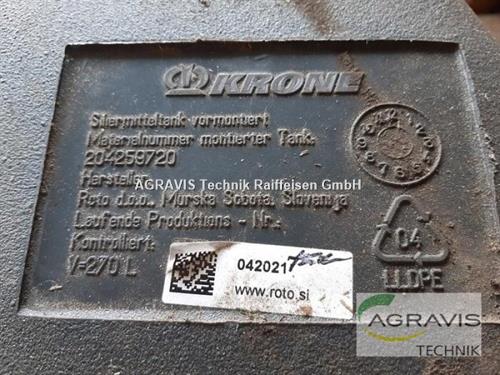 KRONE
Siliermitteltank vormontiert
Materialnummer montierter Tank:
204259720
Hersteller:
AGRAVIS Technik Raiffeisen GmbH
Roto d.o.o. Murska Sobota, Slovenija
Laufende Produktions - Nr.:
Kontrolliert:
V=270 L
042021
www.roto.si
04
LLDPE
AGRAVIS
TECHNIK